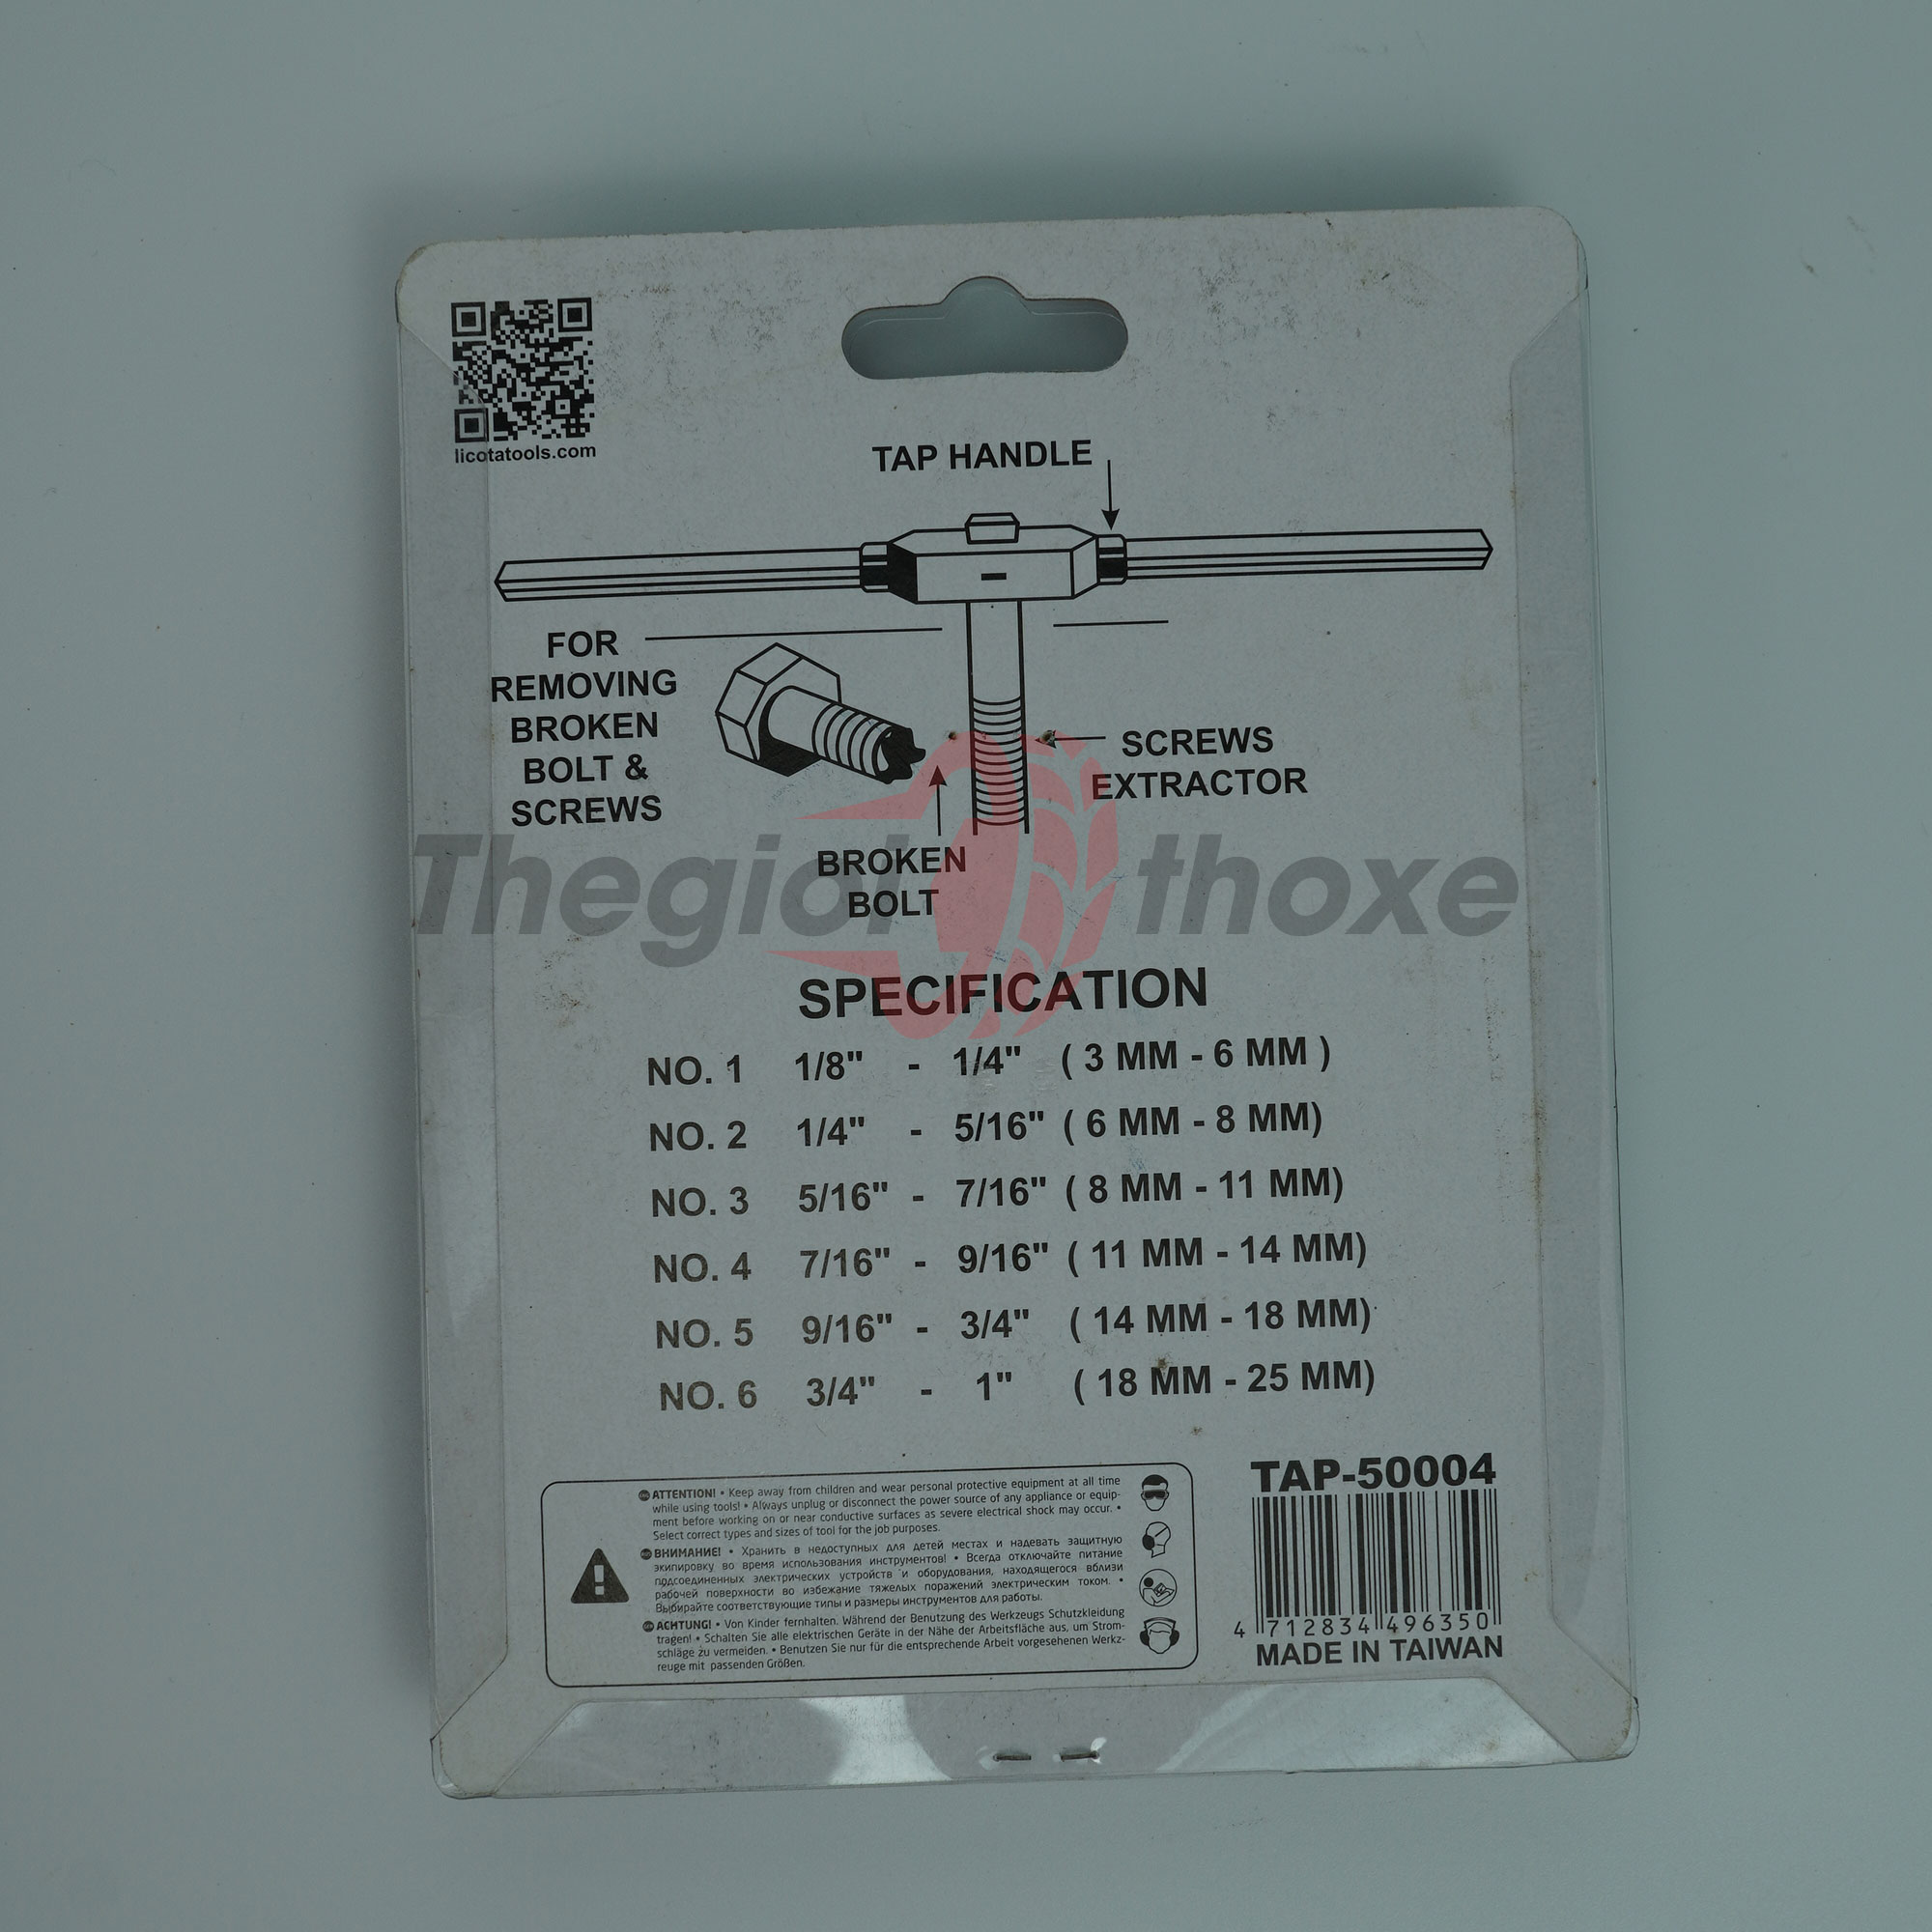 licotatools.com
TAP HANDLE
FOR
REMOVING
BROKEN
BOLT &
SCREWS
SCREWS
EXTRACTOR
BROKEN
BOLT
Thegioi thoxe
SPECIFICATION
NO. 1 1/8" - 1/4" ( 3 MM - 6 MM )
NO. 2 1/4" - 5/16" ( 6 MM - 8 MM)
NO. 3 5/16" - 7/16" ( 8 MM - 11 MM)
NO. 4 7/16" - 9/16" ( 11 MM - 14 MM)
NO. 5 9/16" - 3/4" ( 14 MM - 18 MM)
NO. 6 3/4" - 1" ( 18 MM - 25 MM)
ATTENTION! • Keep away from children and wear personal protective equipment at all time
while using tools! • Always unplug or disconnect the power source of any appliance or equip-
ment before working on or near conductive surfaces as severe electrical shock may occur. •
Select correct types and sizes of tool for the job purposes.
ВНИМАНИЕ! • Хранить в недоступных для детей местах и надевать защитную
экипировку во время использования инструментов! • Всегда отключайте питание
подсоединенных электрических устройств и оборудования, находящегося вблизи
рабочей поверхности во избежание тяжелых поражений электрическим током. •
Выбирайте соответствующие типы и размеры инструментов для работы.
ACHTUNG! • Von Kinder fernhalten. Während der Benutzung des Werkzeugs Schutzkleidung
tragen! • Schalten Sie alle elektrischen Geräte in der Nähe der Arbeitsfläche aus, um Strom-
schläge zu vermeiden. • Benutzen Sie nur für die entsprechende Arbeit vorgesehenen Werkz-
reuge mit passenden Größen.
TAP-50004
4 712834 496350
MADE IN TAIWAN